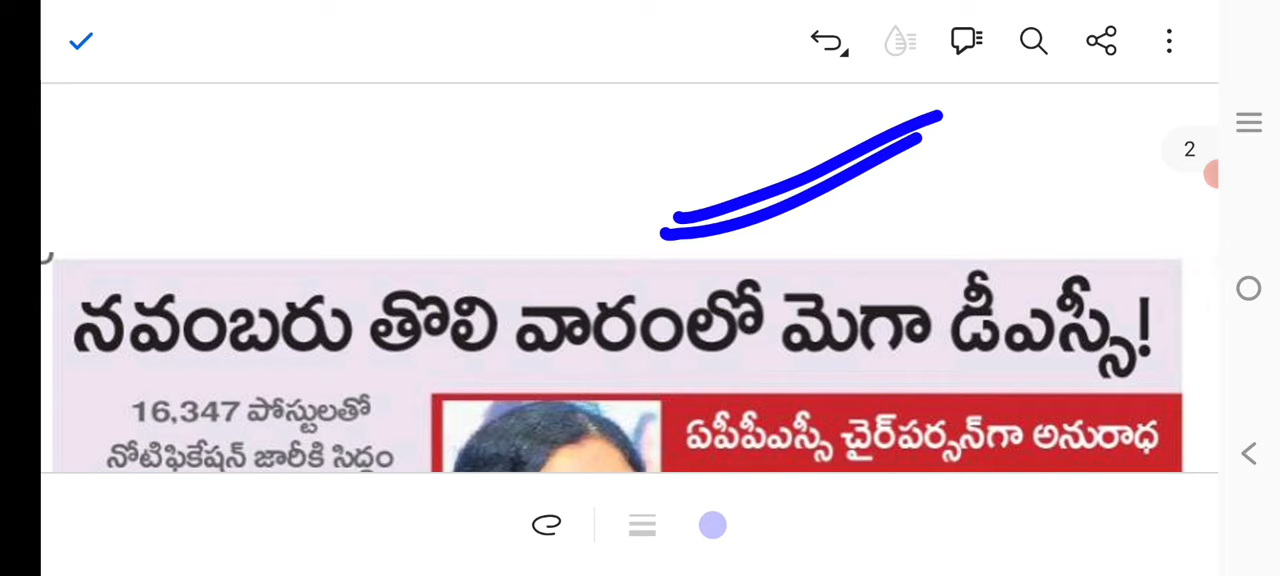 2
నవంబరు తొలి వారంలో మెగా డీఎస్సీ!
16,347 పోస్టులతో
నోటిఫికేషన్ జారీకి సిద్ధం
ఏపీపీఎస్సీ చైర్‌పర్సన్‌గా అనురాధ